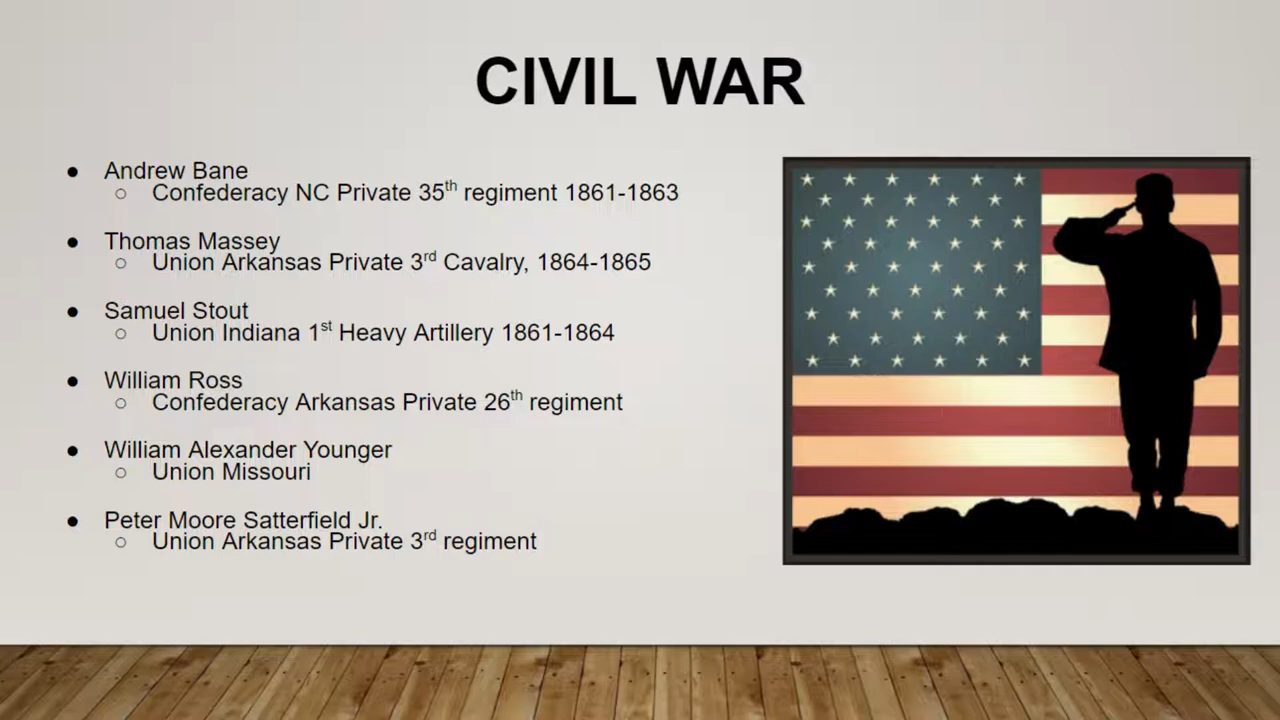 CIVIL WAR
● Andrew Bane
○ Confederacy NC Private 35th regiment 1861-1863
● Thomas Massey
○ Union Arkansas Private 3rd Cavalry, 1864-1865
● Samuel Stout
○ Union Indiana 1st Heavy Artillery 1861-1864
● William Ross
○ Confederacy Arkansas Private 26th regiment
● William Alexander Younger
○ Union Missouri
● Peter Moore Satterfield Jr.
○ Union Arkansas Private 3rd regiment